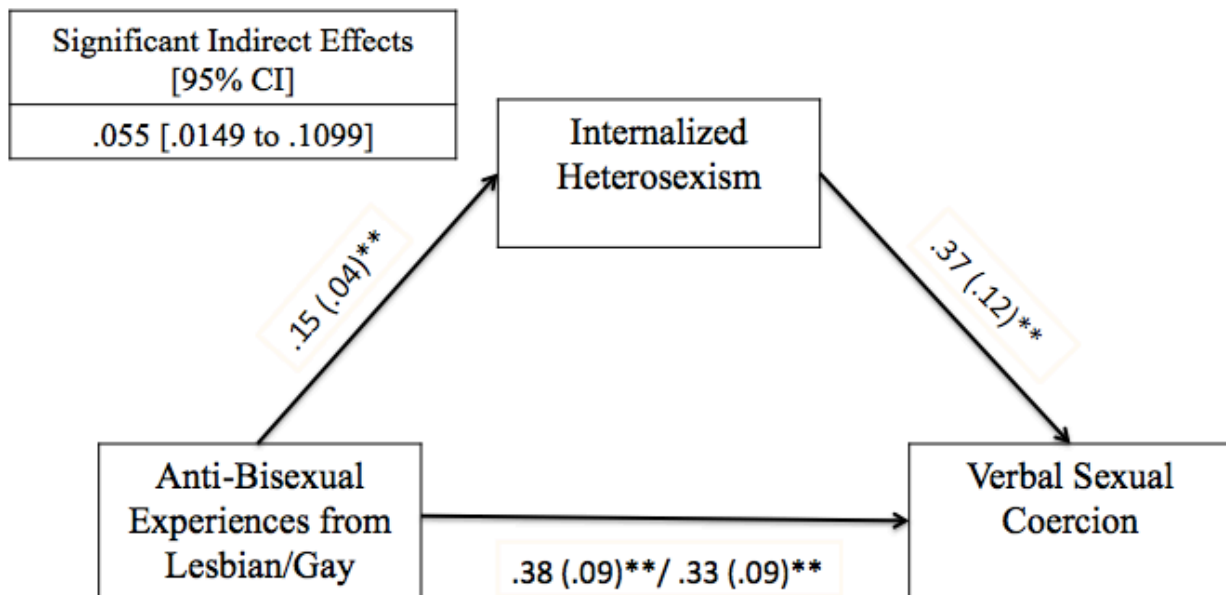 Significant Indirect Effects
[95% CI]
.055 [.0149 to .1099]
Internalized
Heterosexism
.15 (.04)**
.37 (.12)**
Anti-Bisexual
Experiences from
Lesbian/Gay
Verbal Sexual
Coercion
.38 (.09)**/ .33 (.09)**